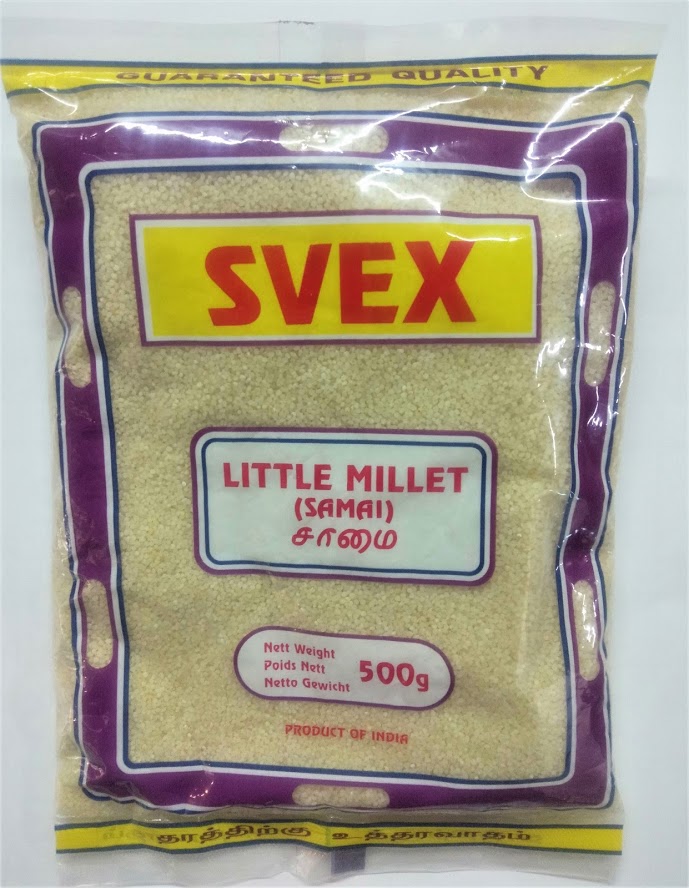 GUARANTEED QUALITY
SVEX
LITTLE MILLET
(SAMAI)
சாமை
Nett Weight
Poids Nett
Netto Gewicht
500g
PRODUCT OF INDIA
தரத்திற்கு உத்தரவாதம்